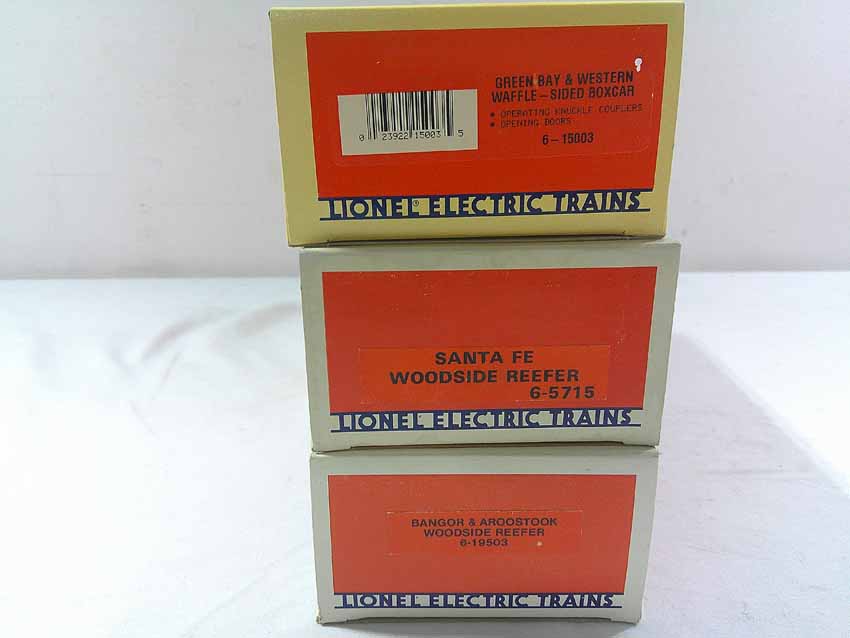 GREEN BAY & WESTERN
WAFFLE-SIDED BOXCAR
• OPERATING KNUCKLE COUPLERS
• OPENING DOORS
6-15003
0 23922 15003 5
LIONEL® ELECTRIC TRAINS
SANTA FE
WOODSIDE REEFER
6-5715
LIONEL ELECTRIC TRAINS
BANGOR & AROOSTOOK
WOODSIDE REEFER
6-19503
LIONEL ELECTRIC TRAINS